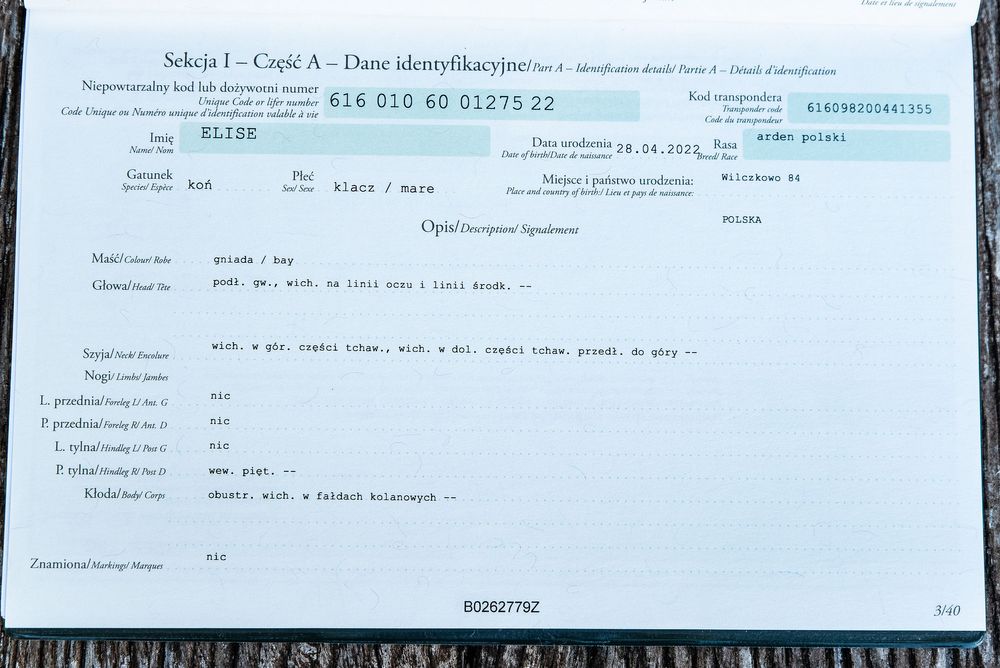 Date et lieu de signalement
Sekcja I – Część A – Dane identyfikacyjne/Part A – Identification details/ Partie A – Détails d'identification
Niepowtarzalny kod lub dożywotni numer
Unique Code or lifer number
Code Unique ou Numéro unique d'identification valable à vie
616 010 60 01275 22
Kod transpondera
Transponder code
Code du transpondeur
616098200441355
Imię
Name/ Nom
ELISE
Data urodzenia
Date of birth/Date de naissance
28.04.2022
Rasa
Breed/ Race
arden polski
Gatunek
Species/ Espèce
koń
Płeć
Sex/ Sexe
klacz / mare
Miejsce i państwo urodzenia:
Place and country of birth:/ Lieu et pays de naissance:
Wilczkowo 84
POLSKA
Opis/Description/ Signalement
Maść/Colour/ Robe gniada / bay
Głowa/Head/ Tête podł. gw., wich. na linii oczu i linii środk. --
Szyja/Neck/ Encolure wich. w gór. części tchaw., wich. w dol. części tchaw. przedł. do góry --
Nogi/Limbs/ Jambes
L. przednia/Foreleg L/ Ant. G nic
P. przednia/Foreleg R/ Ant. D nic
L. tylna/Hindleg L/ Post G nic
P. tylna/Hindleg R/ Post D wew. pięt. --
Kłoda/Body/ Corps obustr. wich. w fałdach kolanowych --
Znamiona/Markings/ Marques nic
B0262779Z
3/40